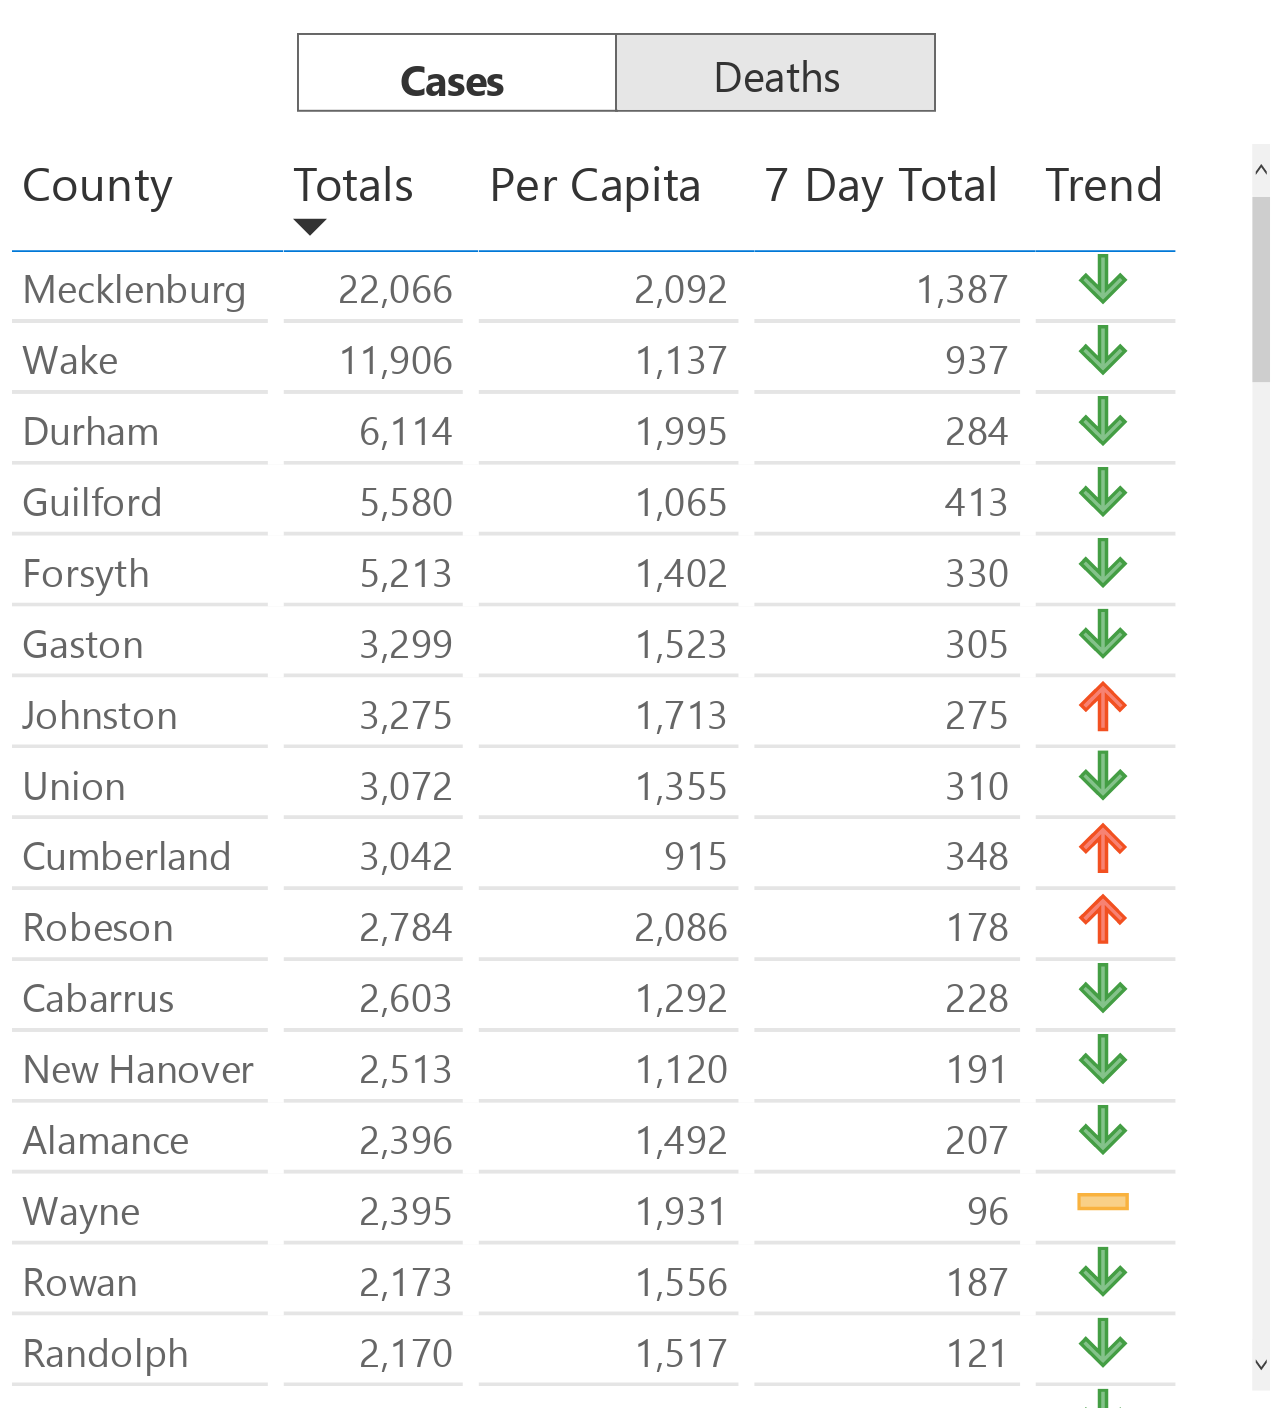 Cases Deaths
County Totals Per Capita 7 Day Total Trend
Mecklenburg 22,066 2,092 1,387
Wake 11,906 1,137 937
Durham 6,114 1,995 284
Guilford 5,580 1,065 413
Forsyth 5,213 1,402 330
Gaston 3,299 1,523 305
Johnston 3,275 1,713 275
Union 3,072 1,355 310
Cumberland 3,042 915 348
Robeson 2,784 2,086 178
Cabarrus 2,603 1,292 228
New Hanover 2,513 1,120 191
Alamance 2,396 1,492 207
Wayne 2,395 1,931 96
Rowan 2,173 1,556 187
Randolph 2,170 1,517 121